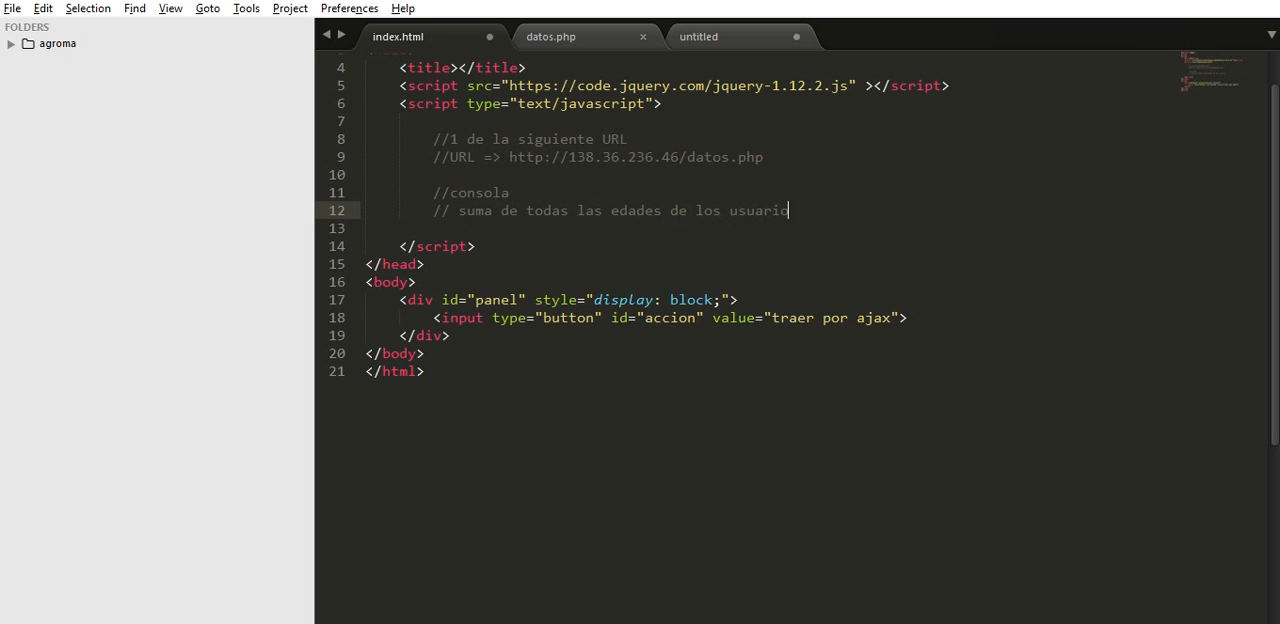 File Edit Selection Find View Goto Tools Project Preferences Help
FOLDERS
agroma
index.html datos.php untitled
4 <title></title>
5 <script src="https://code.jquery.com/jquery-1.12.2.js" ></script>
6 <script type="text/javascript">
7
8 //1 de la siguiente URL
9 //URL => http://138.36.236.46/datos.php
10
11 //consola
12 // suma de todas las edades de los usuario
13
14 </script>
15 </head>
16 <body>
17 <div id="panel" style="display: block;">
18 <input type="button" id="accion" value="traer por ajax">
19 </div>
20 </body>
21 </html>